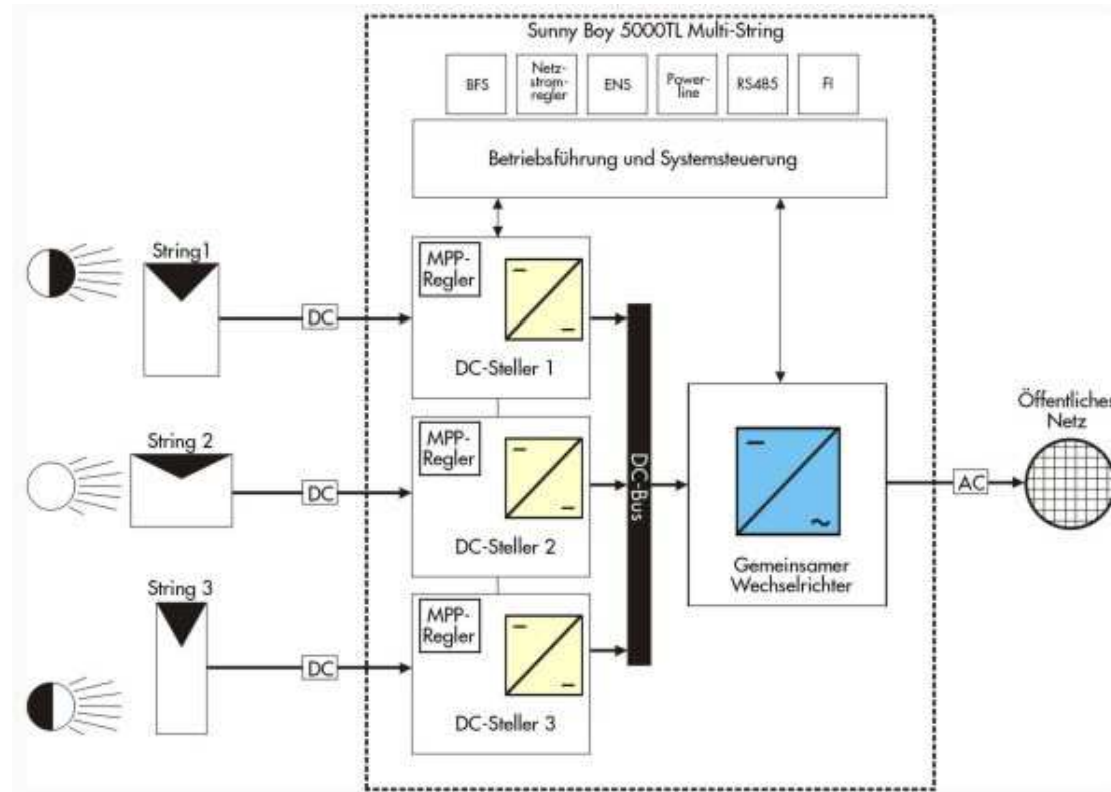 Sunny Boy 5000TL Multi-String
BFS
Netz-
strom-
regler
ENS
Power-
line
RS485
FI
Betriebsführung und Systemsteuerung
String1
DC
MPP-
Regler
DC-Steller 1
String 2
DC
MPP-
Regler
DC-Steller 2
String 3
DC
MPP-
Regler
DC-Steller 3
DC-Bus
Gemeinsamer
Wechselrichter
AC
Öffentliches
Netz